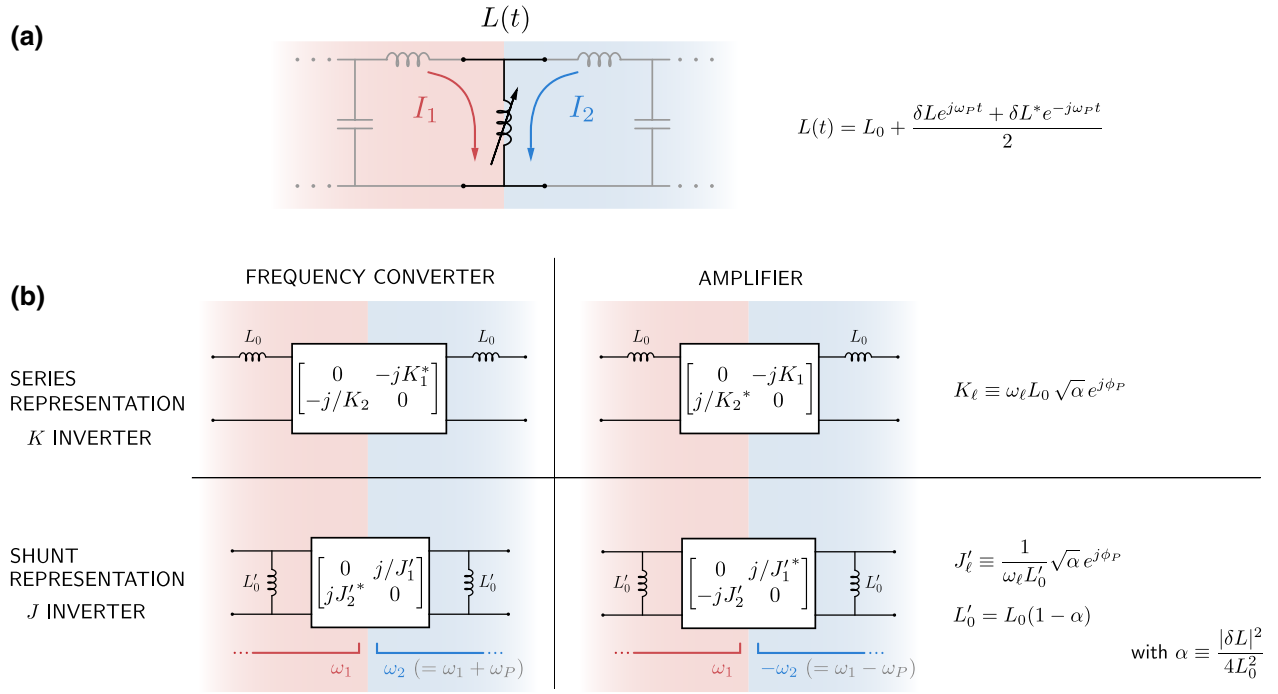 (a)
L(t)
I₁ I₂
L(t) = L₀ + (δLe^{jω_P t} + δL*e^{−jω_P t}) / 2
(b)
FREQUENCY CONVERTER
AMPLIFIER
SERIES
REPRESENTATION
K INVERTER
L₀ L₀
[0 −jK₁*
−j/K₂ 0]
L₀ L₀
[0 −jK₁
j/K₂* 0]
K_ℓ ≡ ω_ℓ L₀ √α e^{jϕ_P}
SHUNT
REPRESENTATION
J INVERTER
L′₀ L′₀
[0 j/J′₁
jJ′₂* 0]
L′₀ L′₀
[0 j/J′₁*
−jJ′₂ 0]
J′_ℓ ≡ (1 / ω_ℓ L′₀) √α e^{jϕ_P}
L′₀ = L₀(1 − α)
with α ≡ |δL|² / 4L₀²
ω₁ ω₂ (= ω₁ + ω_P)
ω₁ −ω₂ (= ω₁ − ω_P)